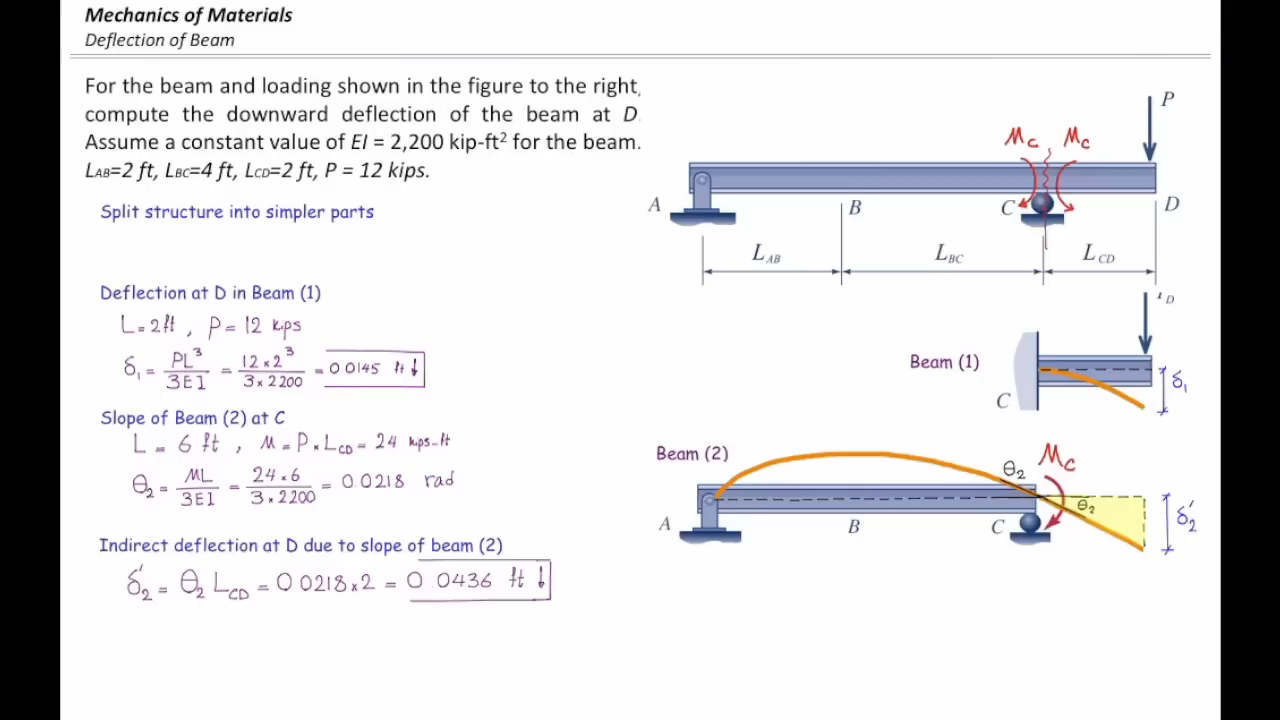 Mechanics of Materials
Deflection of Beam
For the beam and loading shown in the figure to the right,
compute the downward deflection of the beam at D.
Assume a constant value of EI = 2,200 kip-ft² for the beam.
LAB=2 ft, LBC=4 ft, LCD=2 ft, P = 12 kips.
Split structure into simpler parts
Deflection at D in Beam (1)
L = 2 ft , P = 12 kips
δ₁ = PL³/3EI = 12×2³/3×2200 = 0.0145 ft ↓
Slope of Beam (2) at C
L = 6 ft , M = P×LCD = 24 kips-ft
θ₂ = ML/3EI = 24×6/3×2200 = 0.0218 rad
Indirect deflection at D due to slope of beam (2)
δ₂' = θ₂ LCD = 0.0218×2 = 0.0436 ft ↓
P
Mc Mc
A B C D
LAB LBC LCD
Beam (1)
C
δ₁
Beam (2)
Mc
θ₂
θ₂
δ₂'
A B C